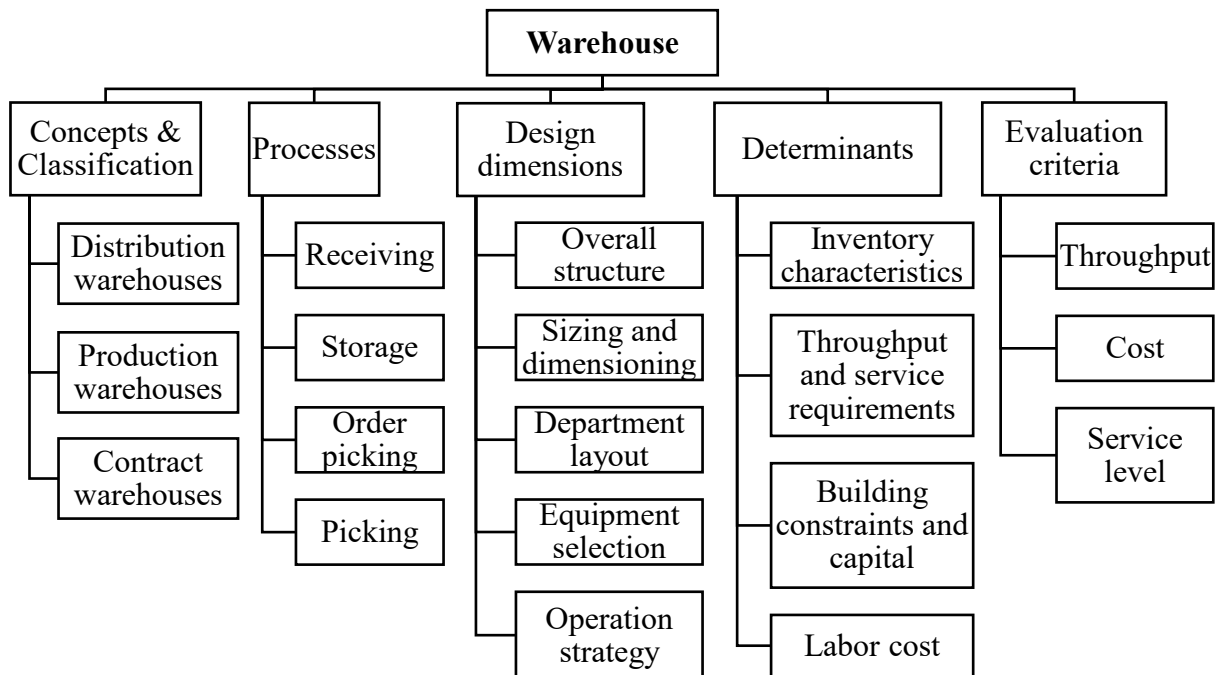 Warehouse
Concepts &
Classification
Processes
Design
dimensions
Determinants
Evaluation
criteria
Distribution
warehouses
Production
warehouses
Contract
warehouses
Receiving
Storage
Order
picking
Picking
Overall
structure
Sizing and
dimensioning
Department
layout
Equipment
selection
Operation
strategy
Inventory
characteristics
Throughput
and service
requirements
Building
constraints and
capital
Labor cost
Throughput
Cost
Service
level